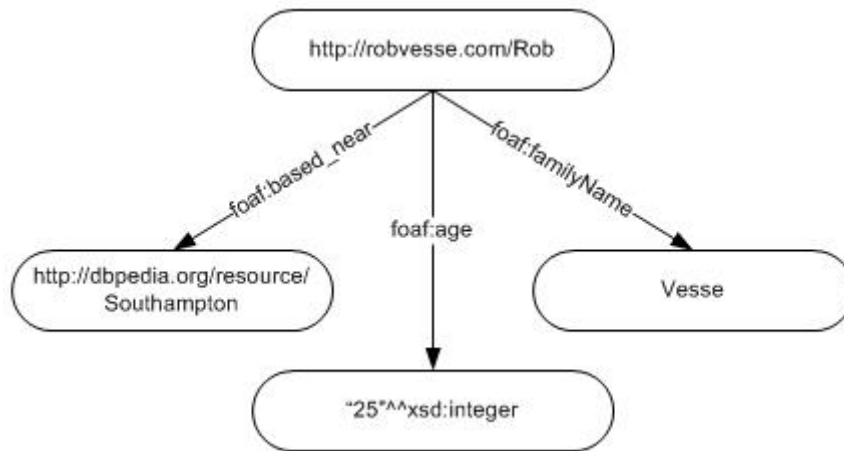 http://robvesse.com/Rob
foaf:based_near
foaf:familyName
foaf:age
http://dbpedia.org/resource/
Southampton
Vesse
“25”^^xsd:integer